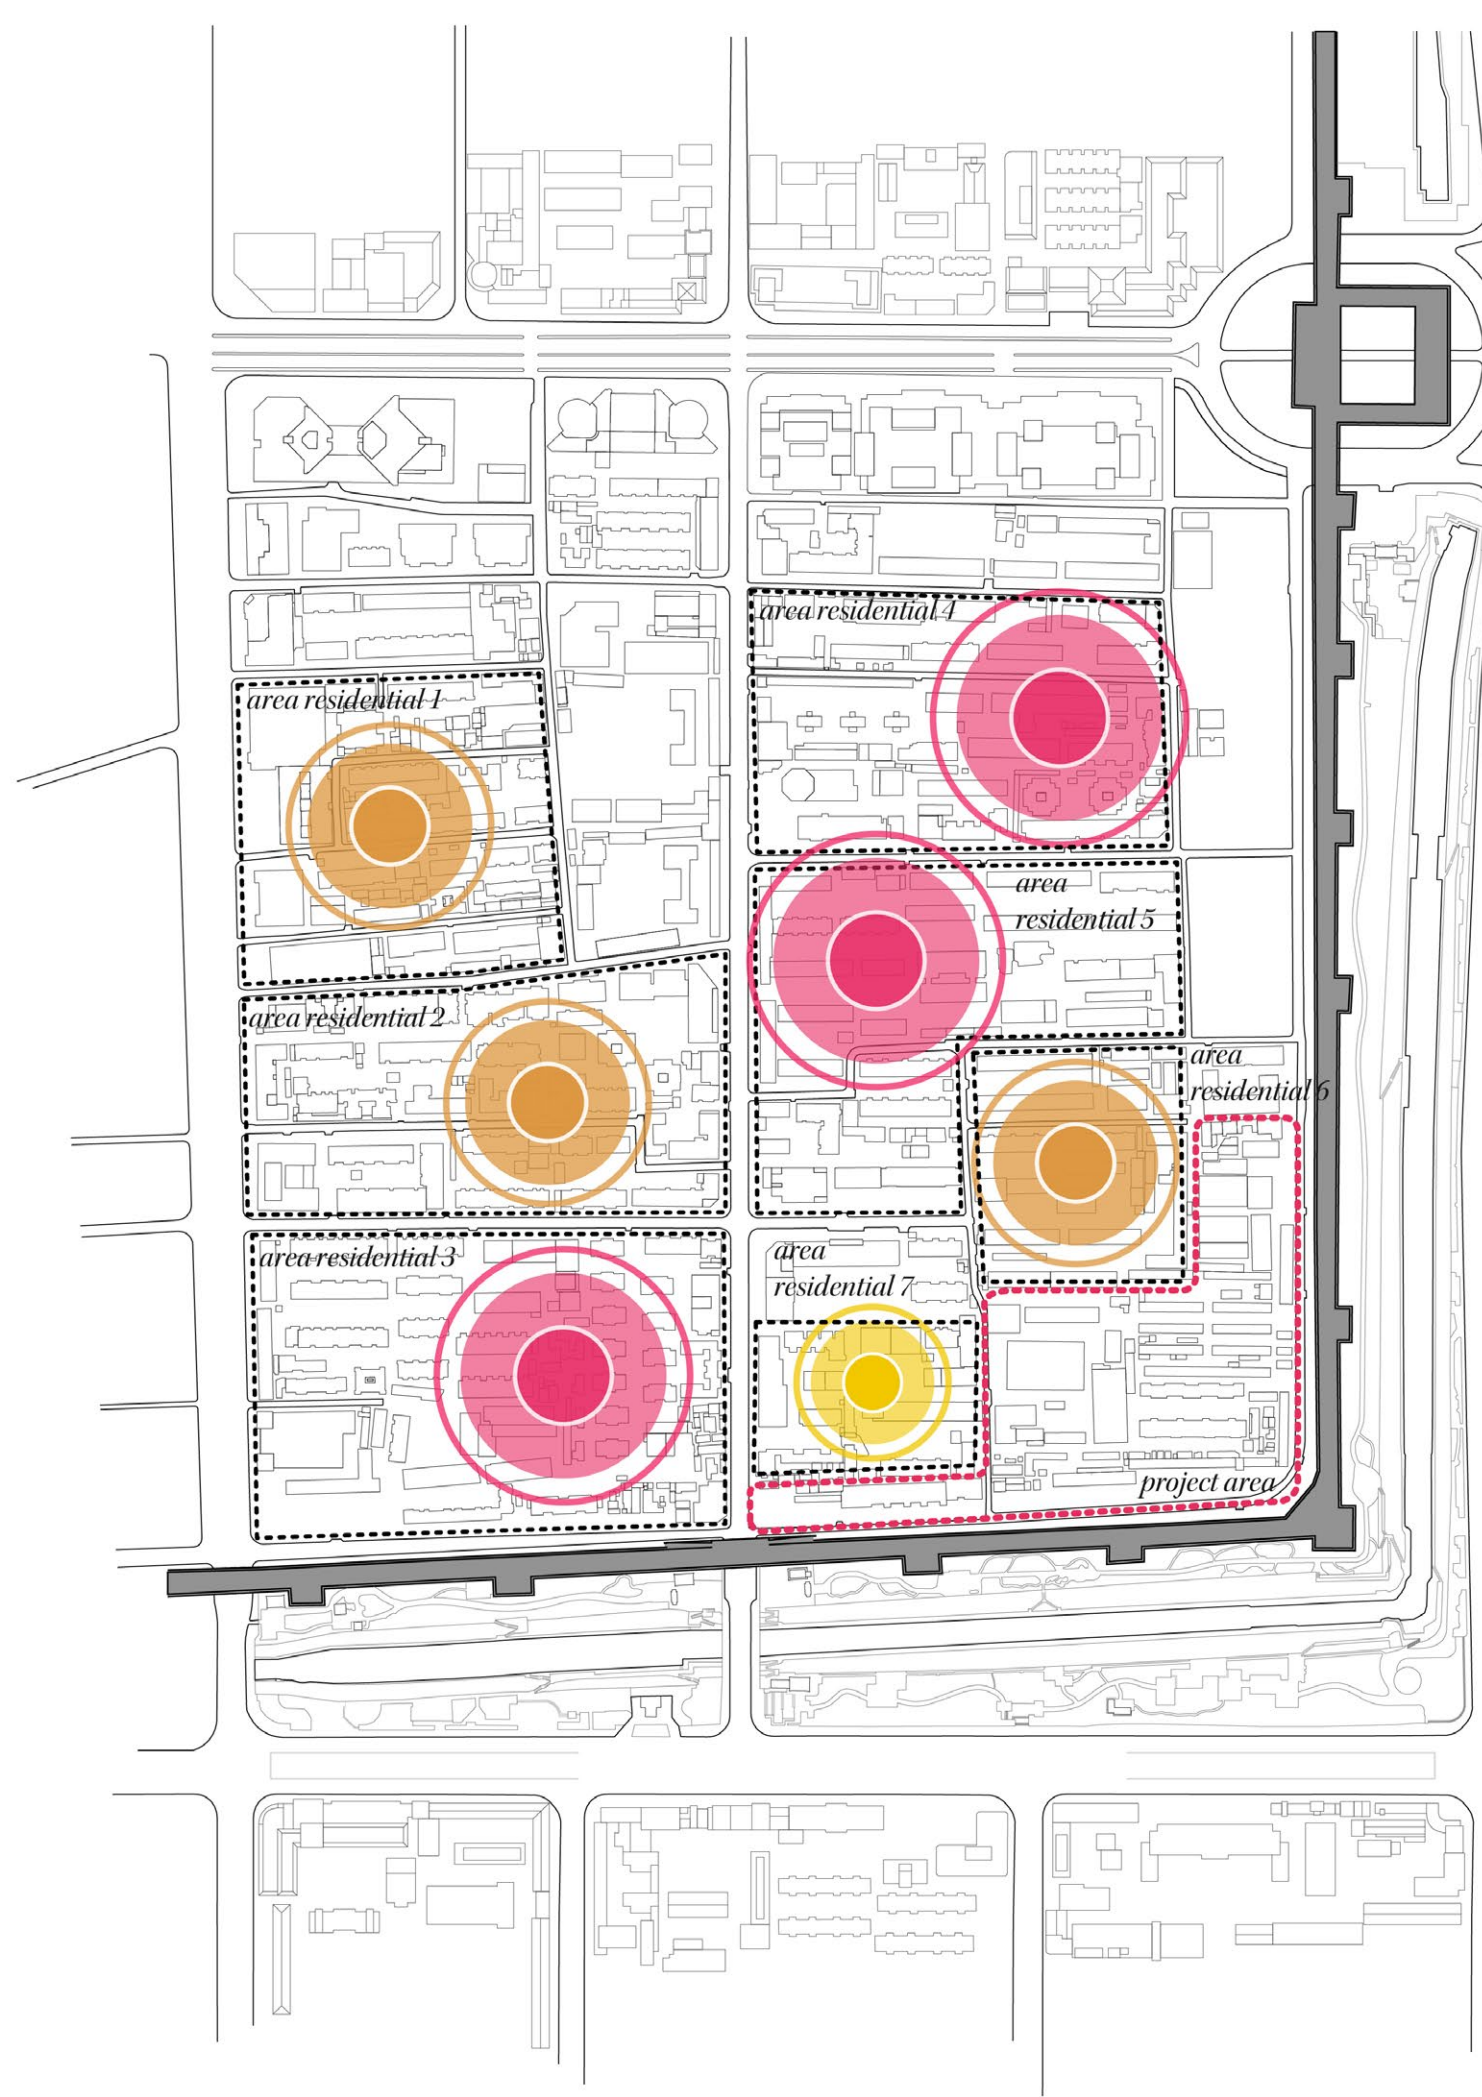 area residential 4
area residential 1
area
residential 5
area residential 2
area
residential 6
area residential 3
area
residential 7
project area